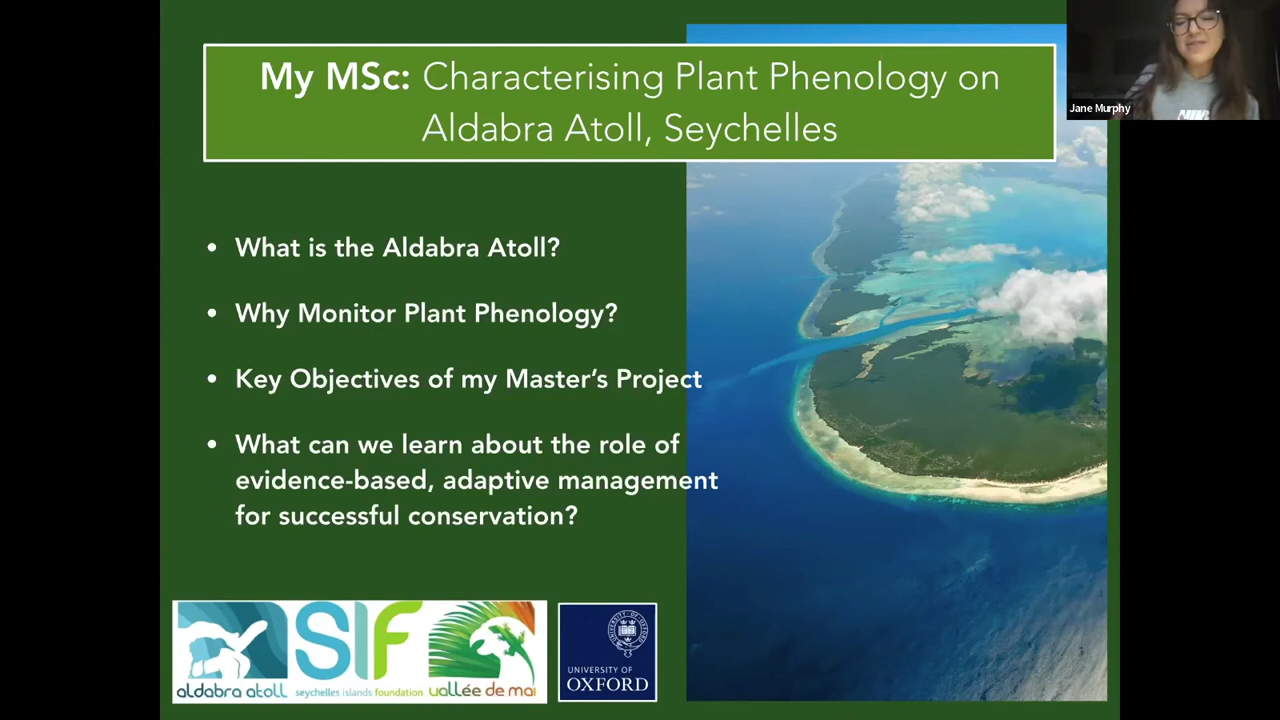 My MSc: Characterising Plant Phenology on
Aldabra Atoll, Seychelles
Jane Murphy
• What is the Aldabra Atoll?
• Why Monitor Plant Phenology?
• Key Objectives of my Master's Project
• What can we learn about the role of
evidence-based, adaptive management
for successful conservation?
SIF
aldabra atoll
seychelles islands foundation
vallée de mai
UNIVERSITY OF
OXFORD